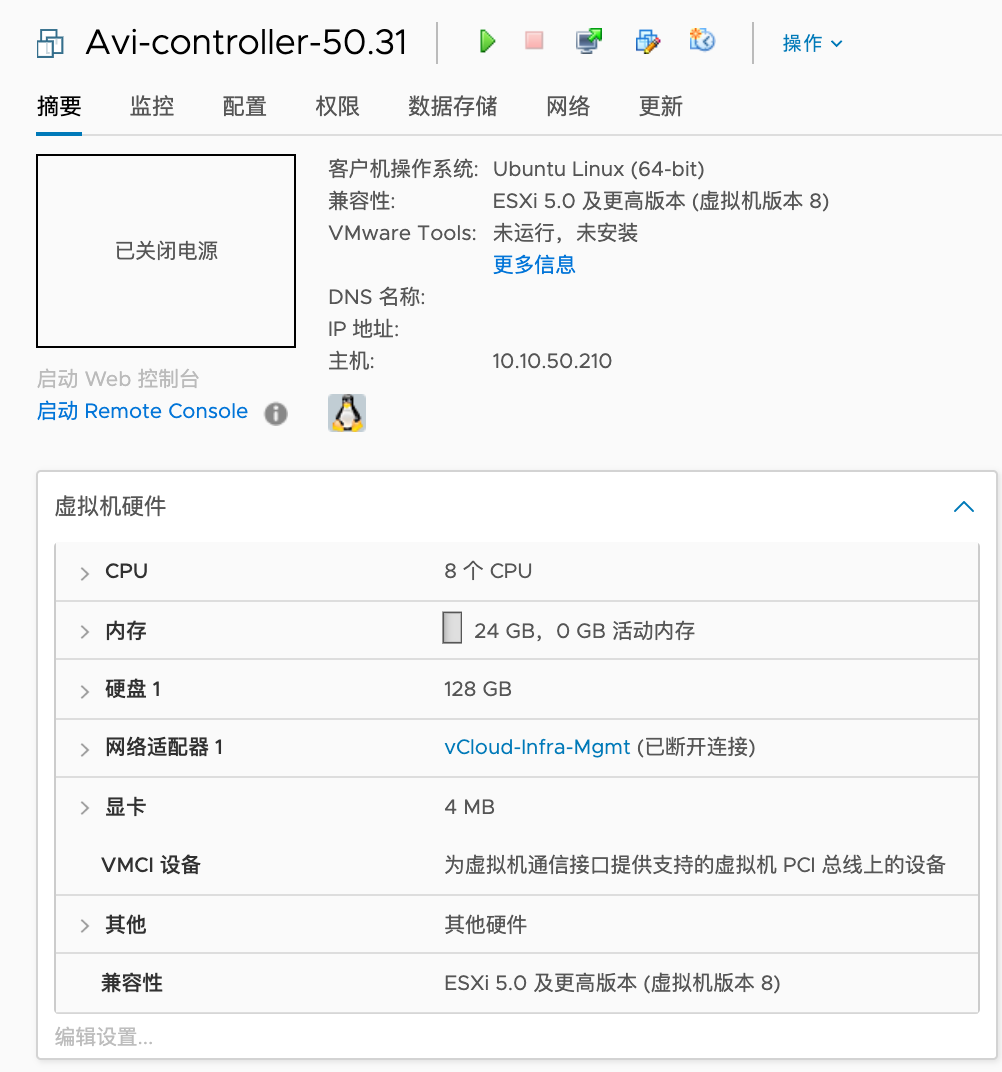 Avi-controller-50.31
操作
摘要 监控 配置 权限 数据存储 网络 更新
已关闭电源
启动 Web 控制台
启动 Remote Console
客户机操作系统: Ubuntu Linux (64-bit)
兼容性: ESXi 5.0 及更高版本 (虚拟机版本 8)
VMware Tools: 未运行，未安装
更多信息
DNS 名称:
IP 地址:
主机: 10.10.50.210
虚拟机硬件
CPU 8 个 CPU
内存 24 GB，0 GB 活动内存
硬盘 1 128 GB
网络适配器 1 vCloud-Infra-Mgmt (已断开连接)
显卡 4 MB
VMCI 设备 为虚拟机通信接口提供支持的虚拟机 PCI 总线上的设备
其他 其他硬件
兼容性 ESXi 5.0 及更高版本 (虚拟机版本 8)
编辑设置...